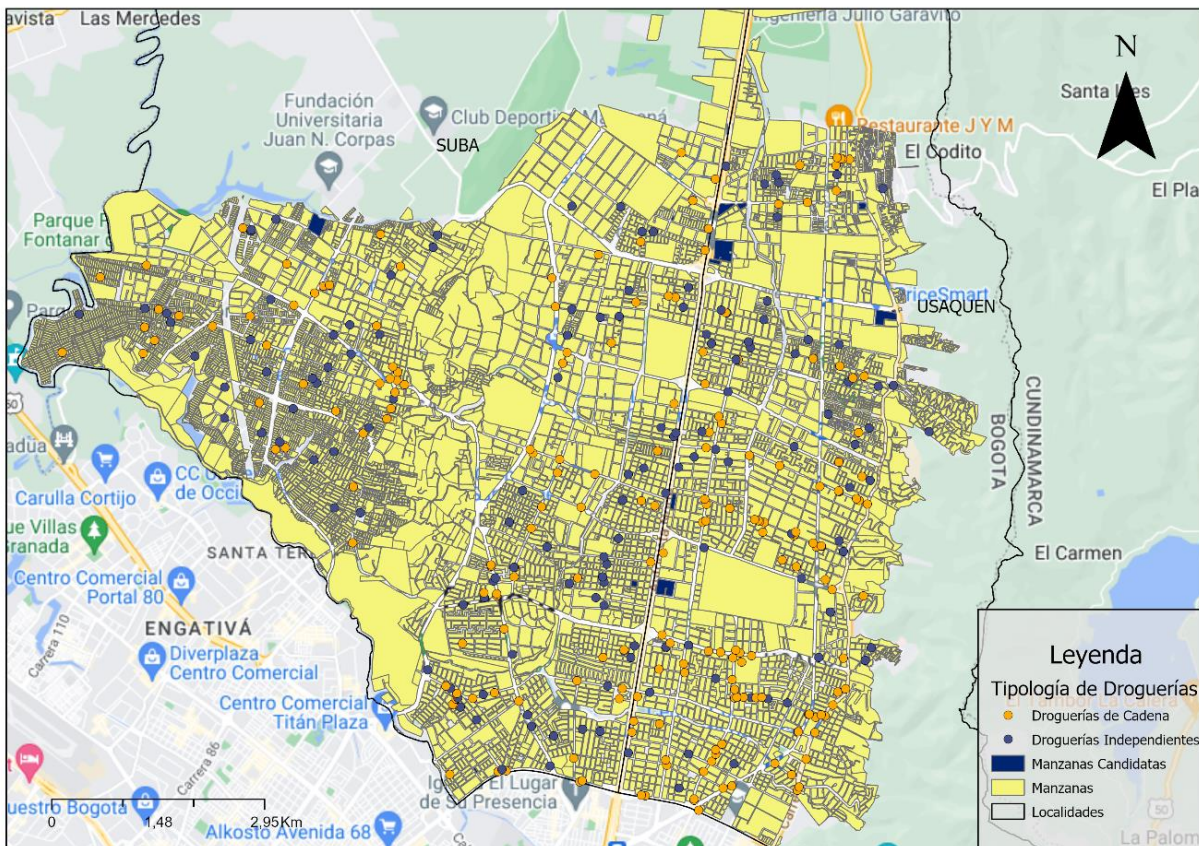 avista
Las Mercedes
Ingeniería Julio Garavito
N
Santa
Fundación
Universitaria
Juan N. Corpas
Club Deportivo
SUBA
Restaurante J Y M
El Codito
El Pla
Parque
Fontanar
PriceSmart
USAQUEN
50
CUNDINAMARCA
BOGOTA
Carulla Cortijo
CC
de Occi
Villas
Granada
SANTA TER
El Carmen
Centro Comercial
Portal 80
Carrera 110
ENGATIVÁ
Diverplaza
Centro Comercial
Centro Comercial
Titán Plaza
Carrera 86
El Lugar
de Su Presencia
uestro Bogotá
Alkosto Avenida 68
0
1,48
2,95Km
Leyenda
Tipología de Droguerías
Droguerías de Cadena
Droguerías Independientes
Manzanas Candidatas
Manzanas
Localidades
50
La Palom